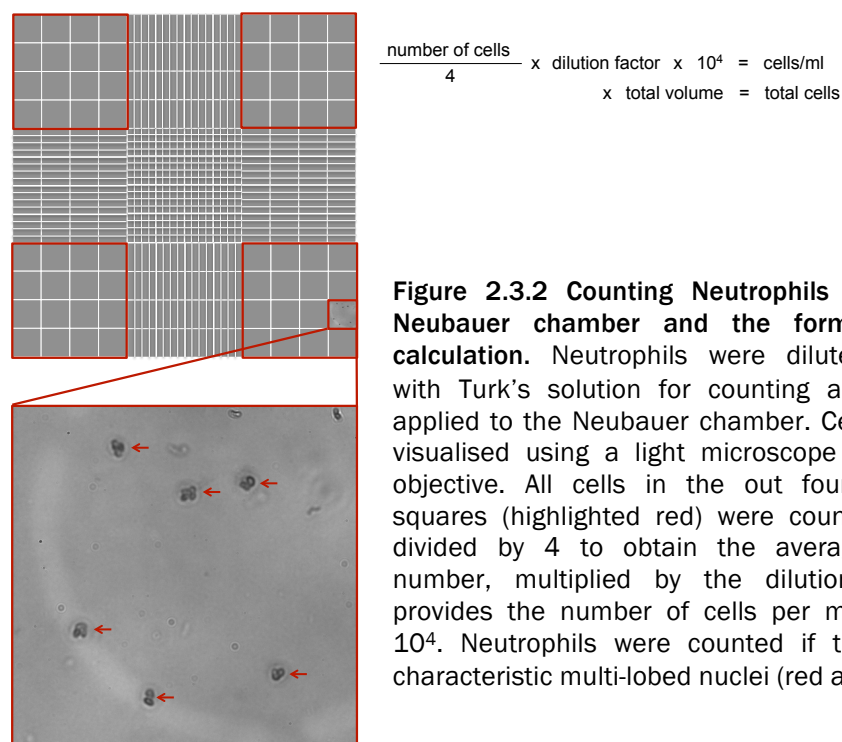 number of cells
4
x dilution factor x 10⁴ = cells/ml
x total volume = total cells
Figure 2.3.2 Counting Neutrophils
Neubauer chamber and the form
calculation. Neutrophils were dilute
with Turk's solution for counting a
applied to the Neubauer chamber. Ce
visualised using a light microscope
objective. All cells in the out four
squares (highlighted red) were coun
divided by 4 to obtain the avera
number, multiplied by the dilution
provides the number of cells per m
10⁴. Neutrophils were counted if t
characteristic multi-lobed nuclei (red a